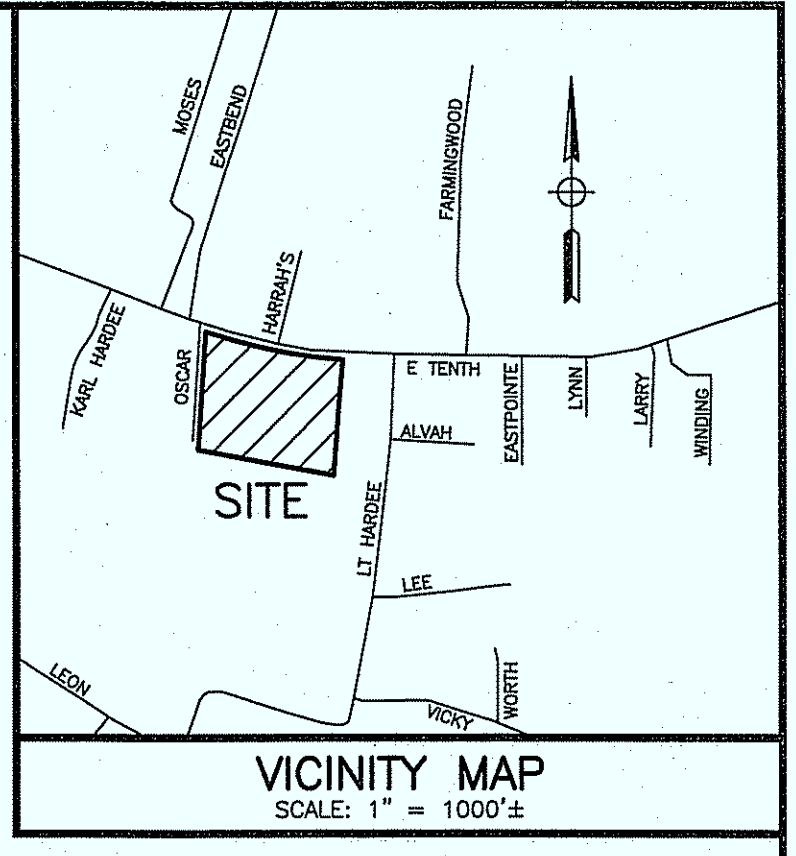 MOSES
EASTBEND
FARMINGWOOD
HARRAH'S
KARL HARDEE
OSCAR
E TENTH
EASTPOINTE
LYNN
LARRY
WINDING
ALVAH
SITE
LT HARDEE
LEE
LEON
VICKY
WORTH
VICINITY MAP
SCALE: 1" = 1000'±